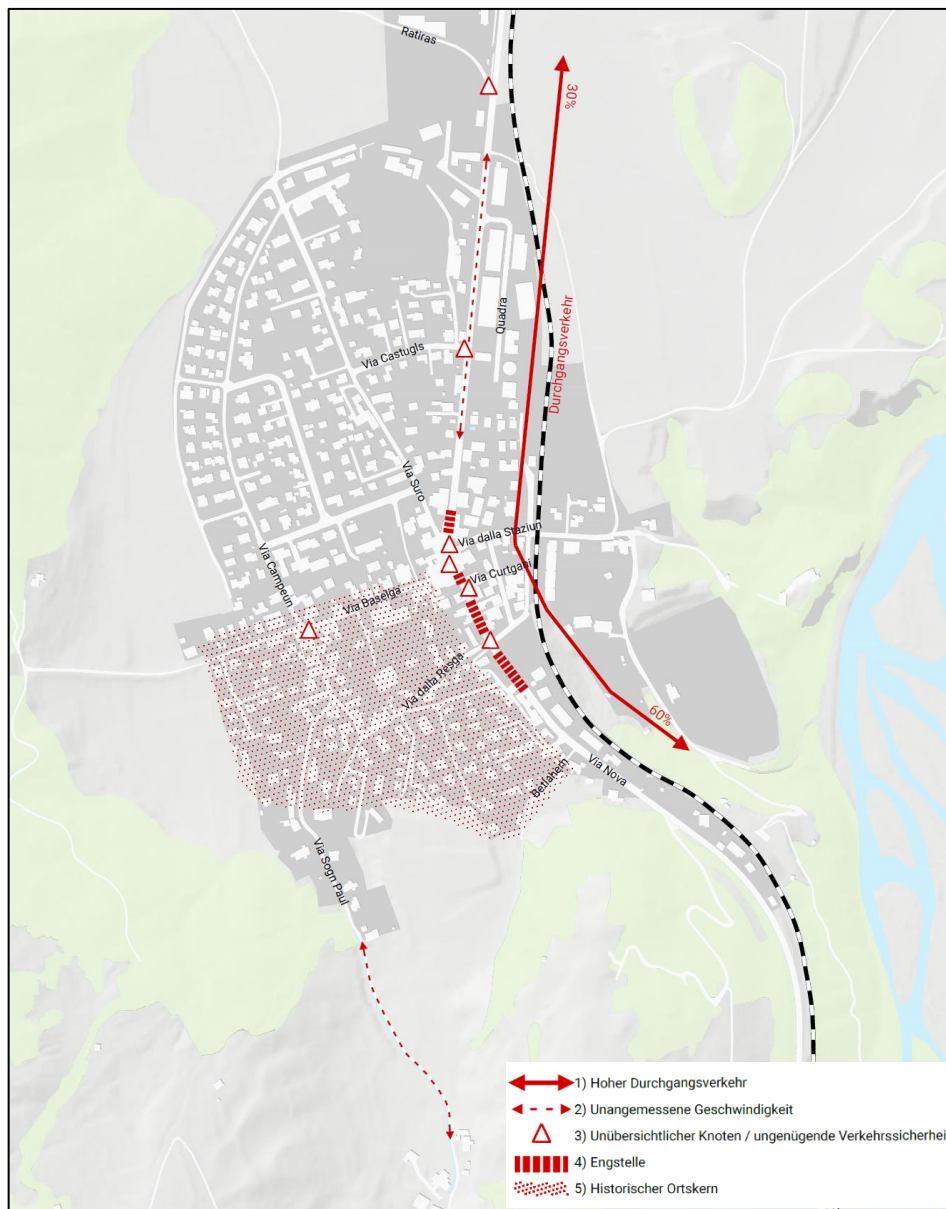 Ratiras
30%
Quadra
Durchgangsverkehr
Via Castugls
Via Suro
Via dalla Staziun
Via Curtgani
Via Campeun
Via Baselga
Via dalla Resga
60%
Betlahem
Via Nova
Via Sogn Paul
1) Hoher Durchgangsverkehr
2) Unangemessene Geschwindigkeit
3) Unübersichtlicher Knoten / ungenügende Verkehrssicherhei
4) Engstelle
5) Historischer Ortskern